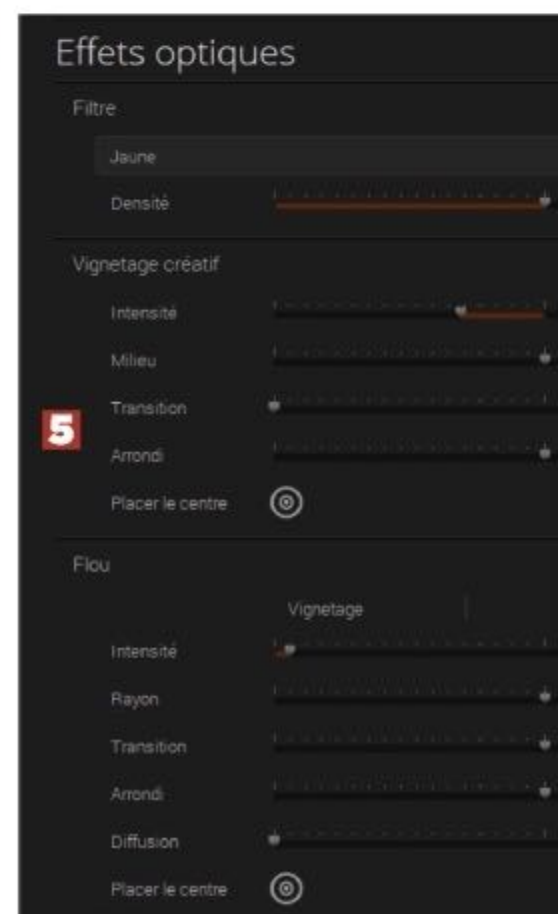 Effets optiques
Filtre
Jaune
Densité
Vignetage créatif
Intensité
Milieu
Transition
5
Arrondi
Placer le centre
Flou
Vignetage
Intensité
Rayon
Transition
Arrondi
Diffusion
Placer le centre